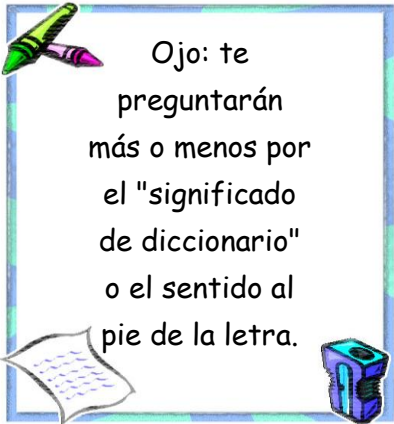 Ojo: te
preguntarán
más o menos por
el "significado
de diccionario"
o el sentido al
pie de la letra.